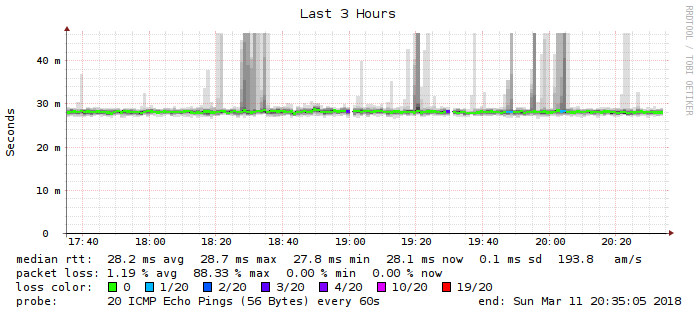 Last 3 Hours
RRDTOOL / TOBI OETIKER
Seconds
40 m
30 m
20 m
10 m
0
17:40 18:00 18:20 18:40 19:00 19:20 19:40 20:00 20:20
median rtt: 28.2 ms avg 28.7 ms max 27.8 ms min 28.1 ms now 0.1 ms sd 193.8 am/s
packet loss: 1.19 % avg 88.33 % max 0.00 % min 0.00 % now
loss color: 0 1/20 2/20 3/20 4/20 10/20 19/20
probe: 20 ICMP Echo Pings (56 Bytes) every 60s end: Sun Mar 11 20:35:05 2018